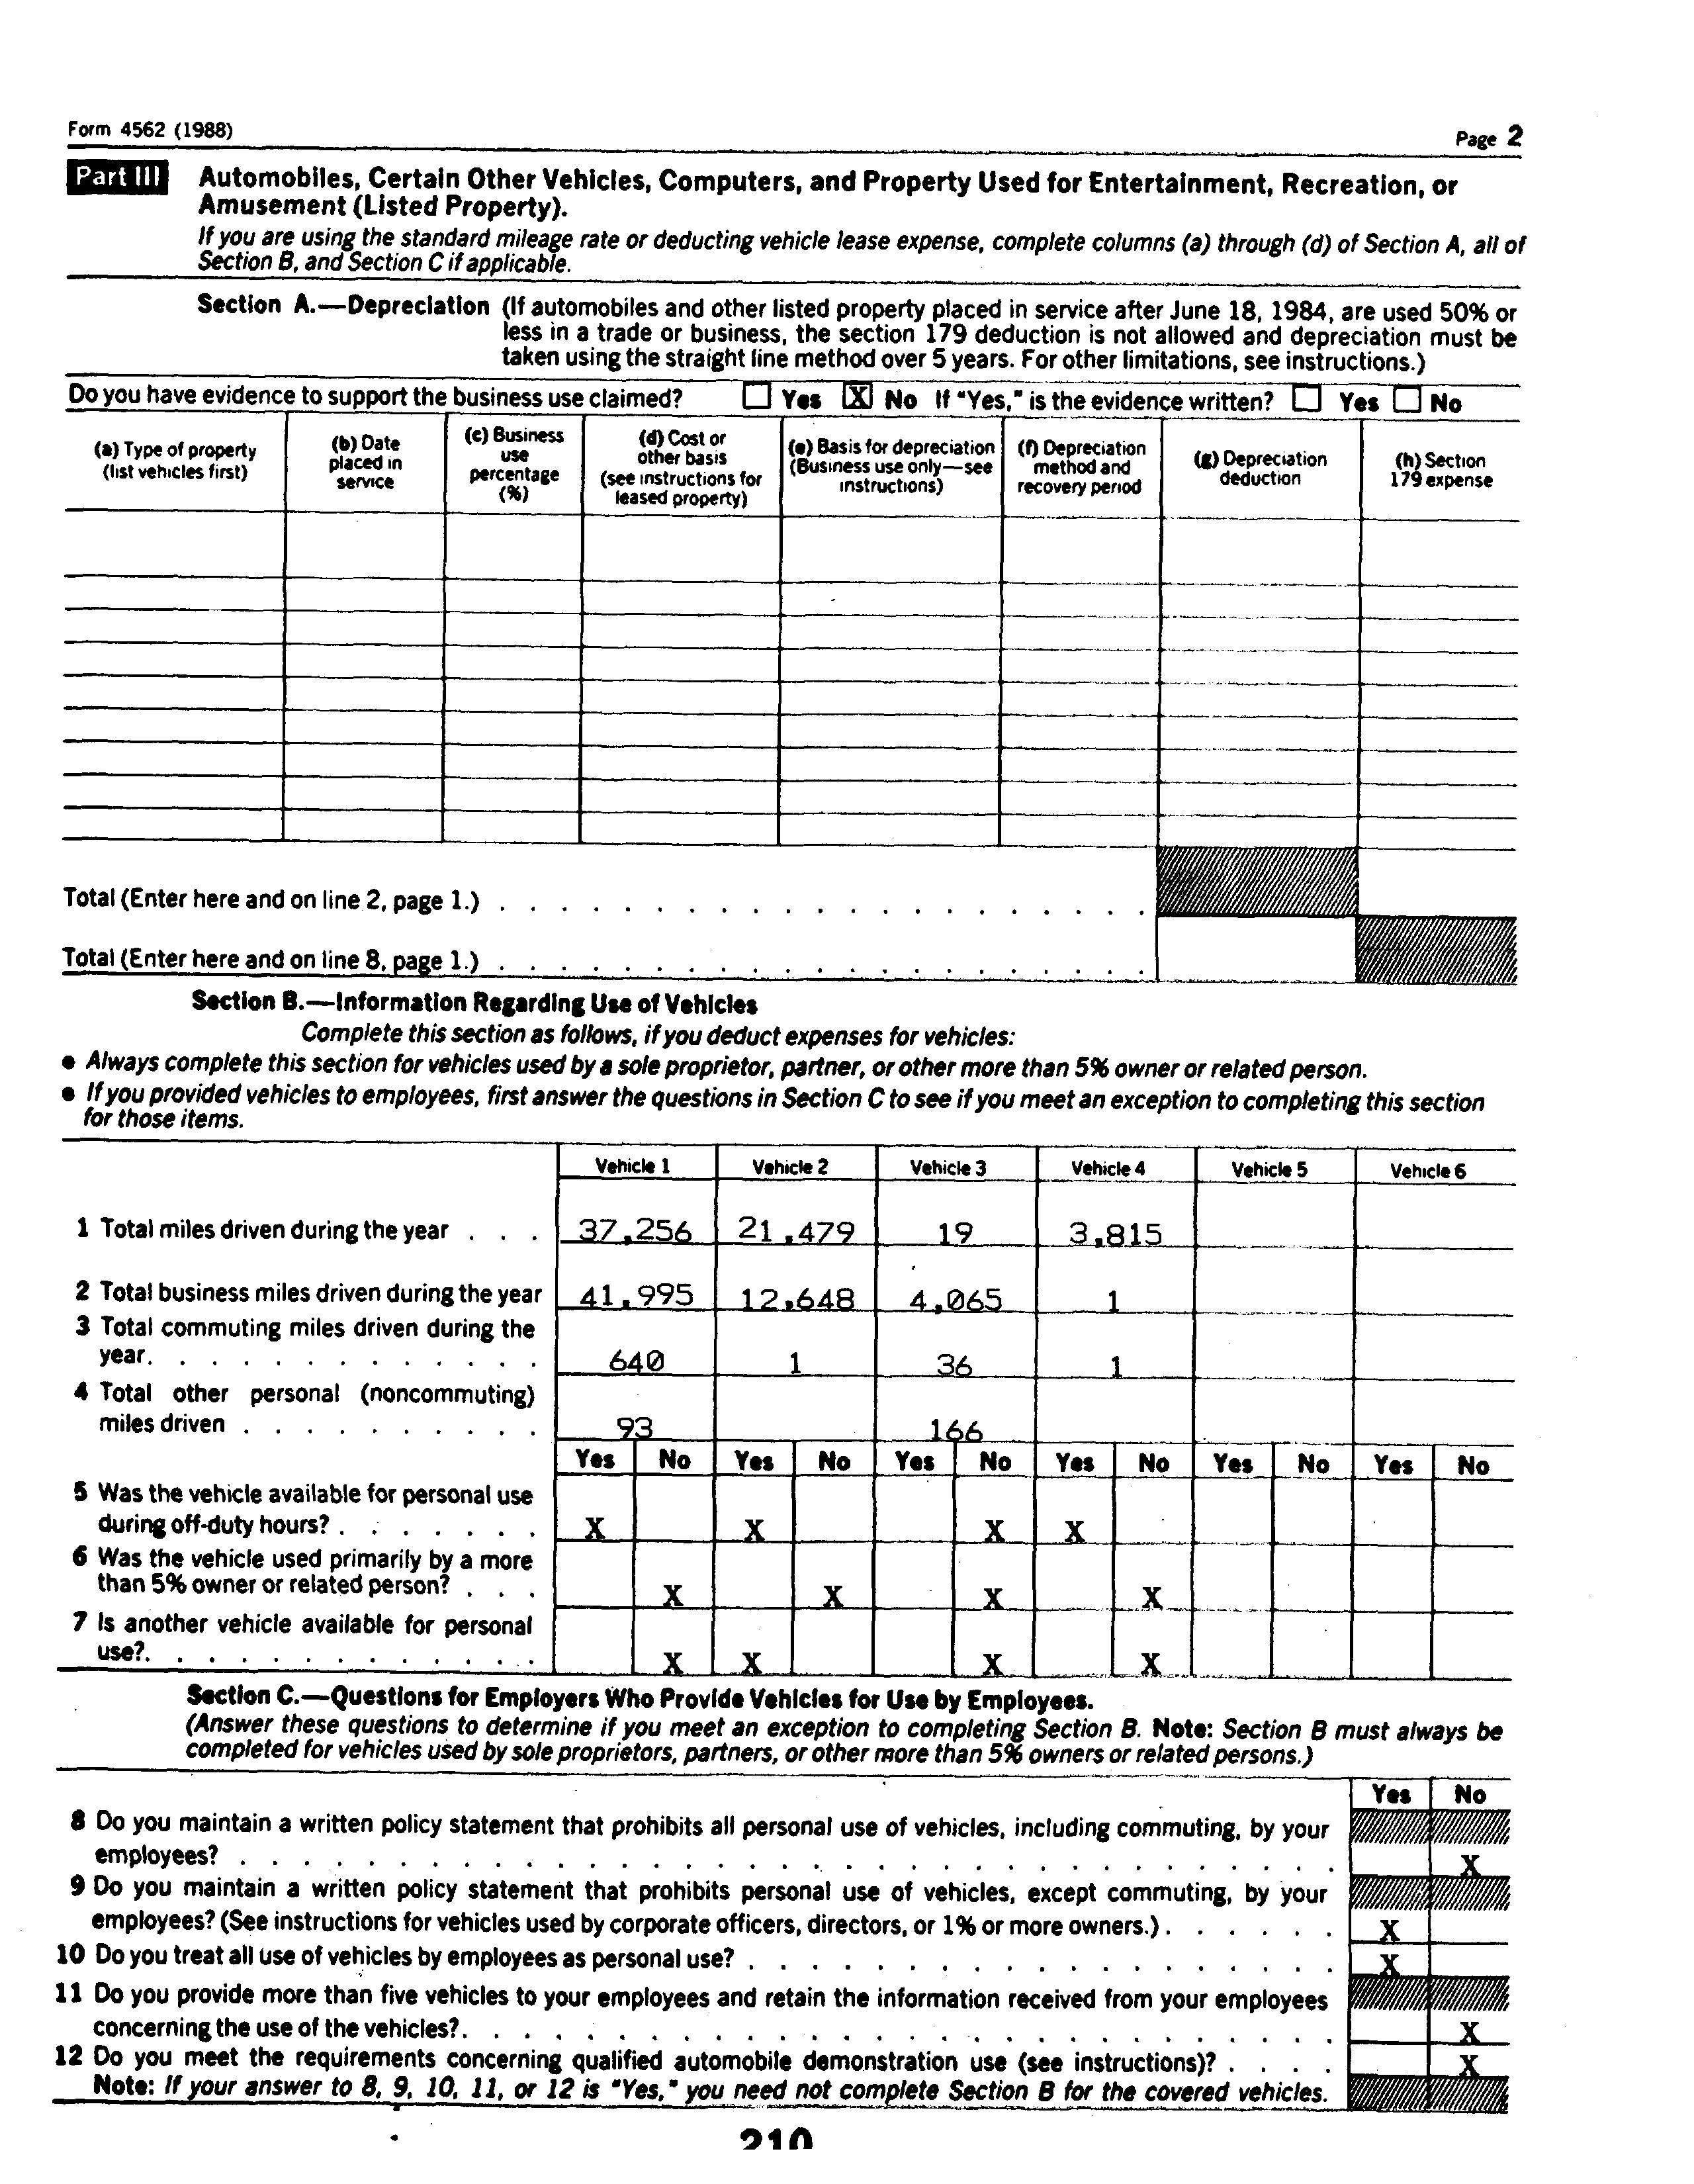 Form 4562 (1988)
Page 2
Part III Automobiles, Certain Other Vehicles, Computers, and Property Used for Entertainment, Recreation, or
Amusement (Listed Property).
If you are using the standard mileage rate or deducting vehicle lease expense, complete columns (a) through (d) of Section A, all of
Section B, and Section C if applicable.
Section A.—Depreciation (If automobiles and other listed property placed in service after June 18, 1984, are used 50% or
less in a trade or business, the section 179 deduction is not allowed and depreciation must be
taken using the straight line method over 5 years. For other limitations, see instructions.)
Do you have evidence to support the business use claimed? Yes X No If "Yes," is the evidence written? Yes No
(a) Type of property
(list vehicles first)
(b) Date
placed in
service
(c) Business
use
percentage
(%)
(d) Cost or
other basis
(see instructions for
leased property)
(e) Basis for depreciation
(Business use only—see
instructions)
(f) Depreciation
method and
recovery period
(g) Depreciation
deduction
(h) Section
179 expense
Total (Enter here and on line 2, page 1.) . . . . . . . . . . . . . . . . . . . . .
Total (Enter here and on line 8, page 1.) . . . . . . . . . . . . . . . . . . . . .
Section B.—Information Regarding Use of Vehicles
Complete this section as follows, if you deduct expenses for vehicles:
● Always complete this section for vehicles used by a sole proprietor, partner, or other more than 5% owner or related person.
● If you provided vehicles to employees, first answer the questions in Section C to see if you meet an exception to completing this section
for those items.
Vehicle 1 Vehicle 2 Vehicle 3 Vehicle 4 Vehicle 5 Vehicle 6
1 Total miles driven during the year . . . 37,256 21,479 19 3,815
2 Total business miles driven during the year 41,995 12,648 4,065 1
3 Total commuting miles driven during the
year. . . . . . . . . . . . . 640 1 36 1
4 Total other personal (noncommuting)
miles driven . . . . . . . . . . 93 166
Yes No Yes No Yes No Yes No Yes No Yes No
5 Was the vehicle available for personal use
during off-duty hours? . . . . . . . X X X X
6 Was the vehicle used primarily by a more
than 5% owner or related person? . . . X X X X
7 Is another vehicle available for personal
use?. . . . . . . . . . . . . X X X X
Section C.—Questions for Employers Who Provide Vehicles for Use by Employees.
(Answer these questions to determine if you meet an exception to completing Section B. Note: Section B must always be
completed for vehicles used by sole proprietors, partners, or other more than 5% owners or related persons.)
Yes No
8 Do you maintain a written policy statement that prohibits all personal use of vehicles, including commuting, by your
employees? . . . . . . . . . . . . . . . . . . . . . . . . . . . . . . . . . . . X
9 Do you maintain a written policy statement that prohibits personal use of vehicles, except commuting, by your
employees? (See instructions for vehicles used by corporate officers, directors, or 1% or more owners.) . . . . . . X
10 Do you treat all use of vehicles by employees as personal use? . . . . . . . . . . . . . . . . . . . X
11 Do you provide more than five vehicles to your employees and retain the information received from your employees
concerning the use of the vehicles?. . . . . . . . . . . . . . . . . . . . . . . . . . . . X
12 Do you meet the requirements concerning qualified automobile demonstration use (see instructions)? . . . . X
Note: If your answer to 8, 9, 10, 11, or 12 is "Yes," you need not complete Section B for the covered vehicles.
210